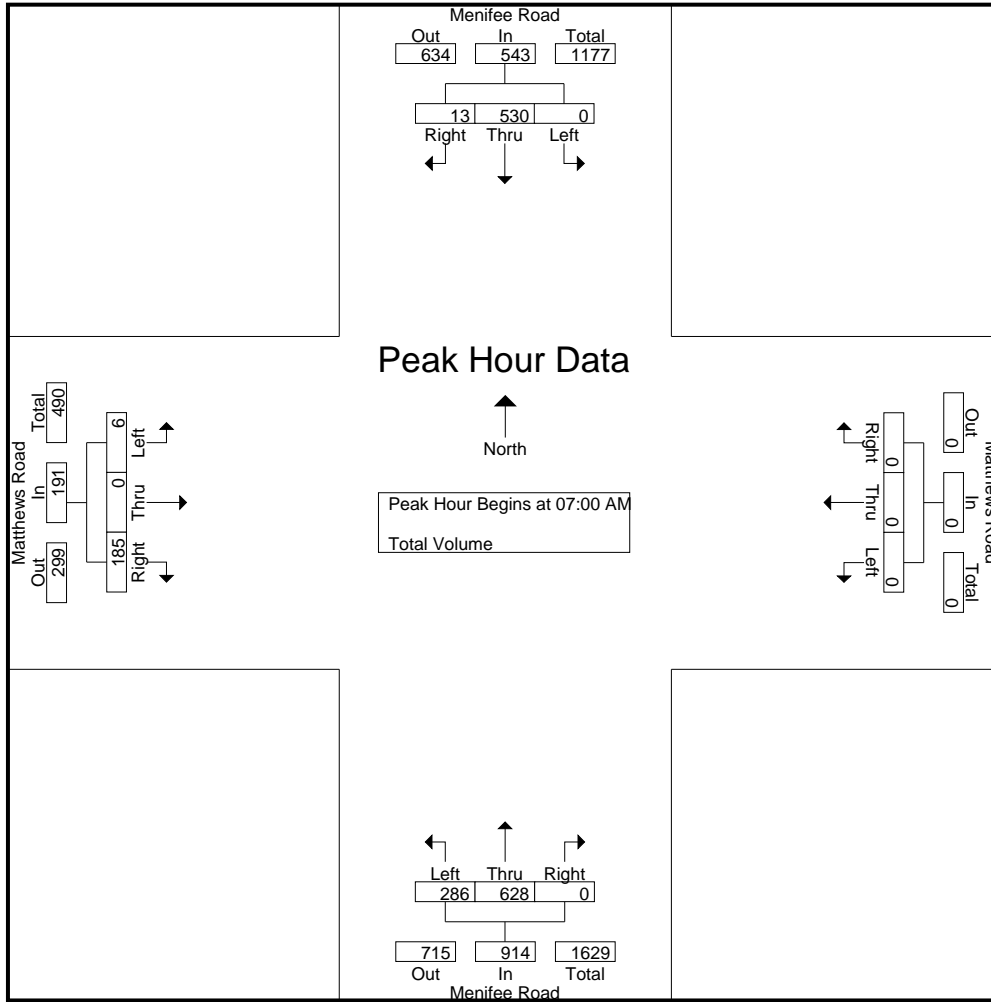 Menifee Road
Out In Total
634 543 1177
13 530 0
Right Thru Left
Peak Hour Data
North
Peak Hour Begins at 07:00 AM
Total Volume
Matthews Road
Total In Out
490 191 299
6 0 185
Left Thru Right
Matthews Road
Out In Total
0 0 0
Right Thru Left
0 0 0
Left Thru Right
286 628 0
715 914 1629
Out In Total
Menifee Road